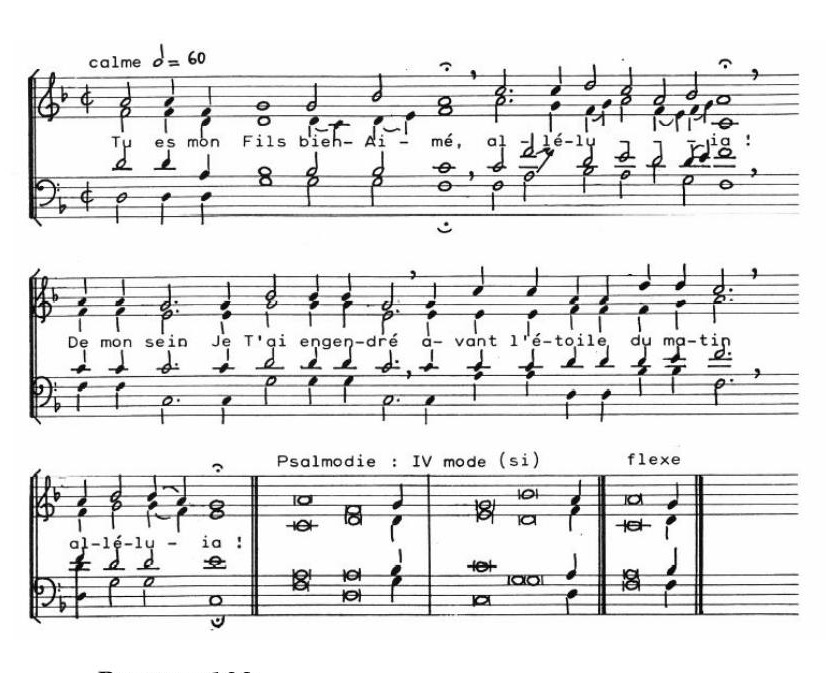 calme = 60
Tu es mon Fils bien-Ai - mé, al - lé-lu - - ia !
De mon sein Je T'ai engen-dré a- vant l'é-toile du ma-tin
Psalmodie : IV mode (si) flexe
al-lé-lu - ia !